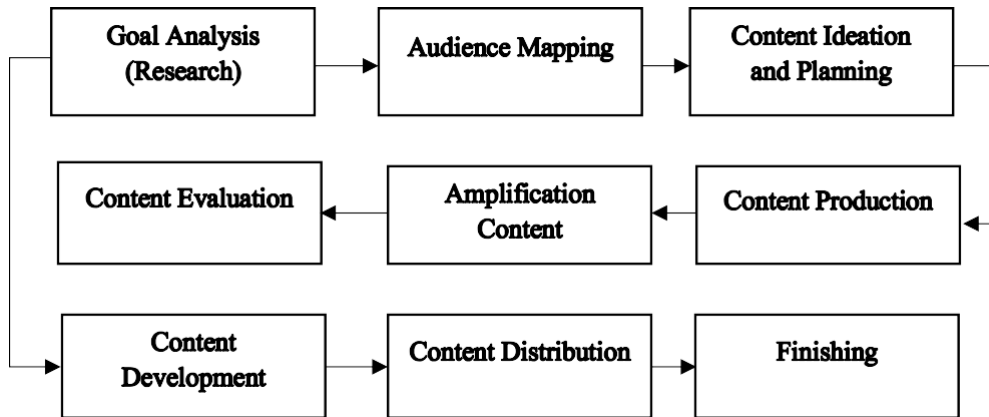 Goal Analysis
(Research)
Audience Mapping
Content Ideation
and Planning
Content Evaluation
Amplification
Content
Content Production
Content
Development
Content Distribution
Finishing